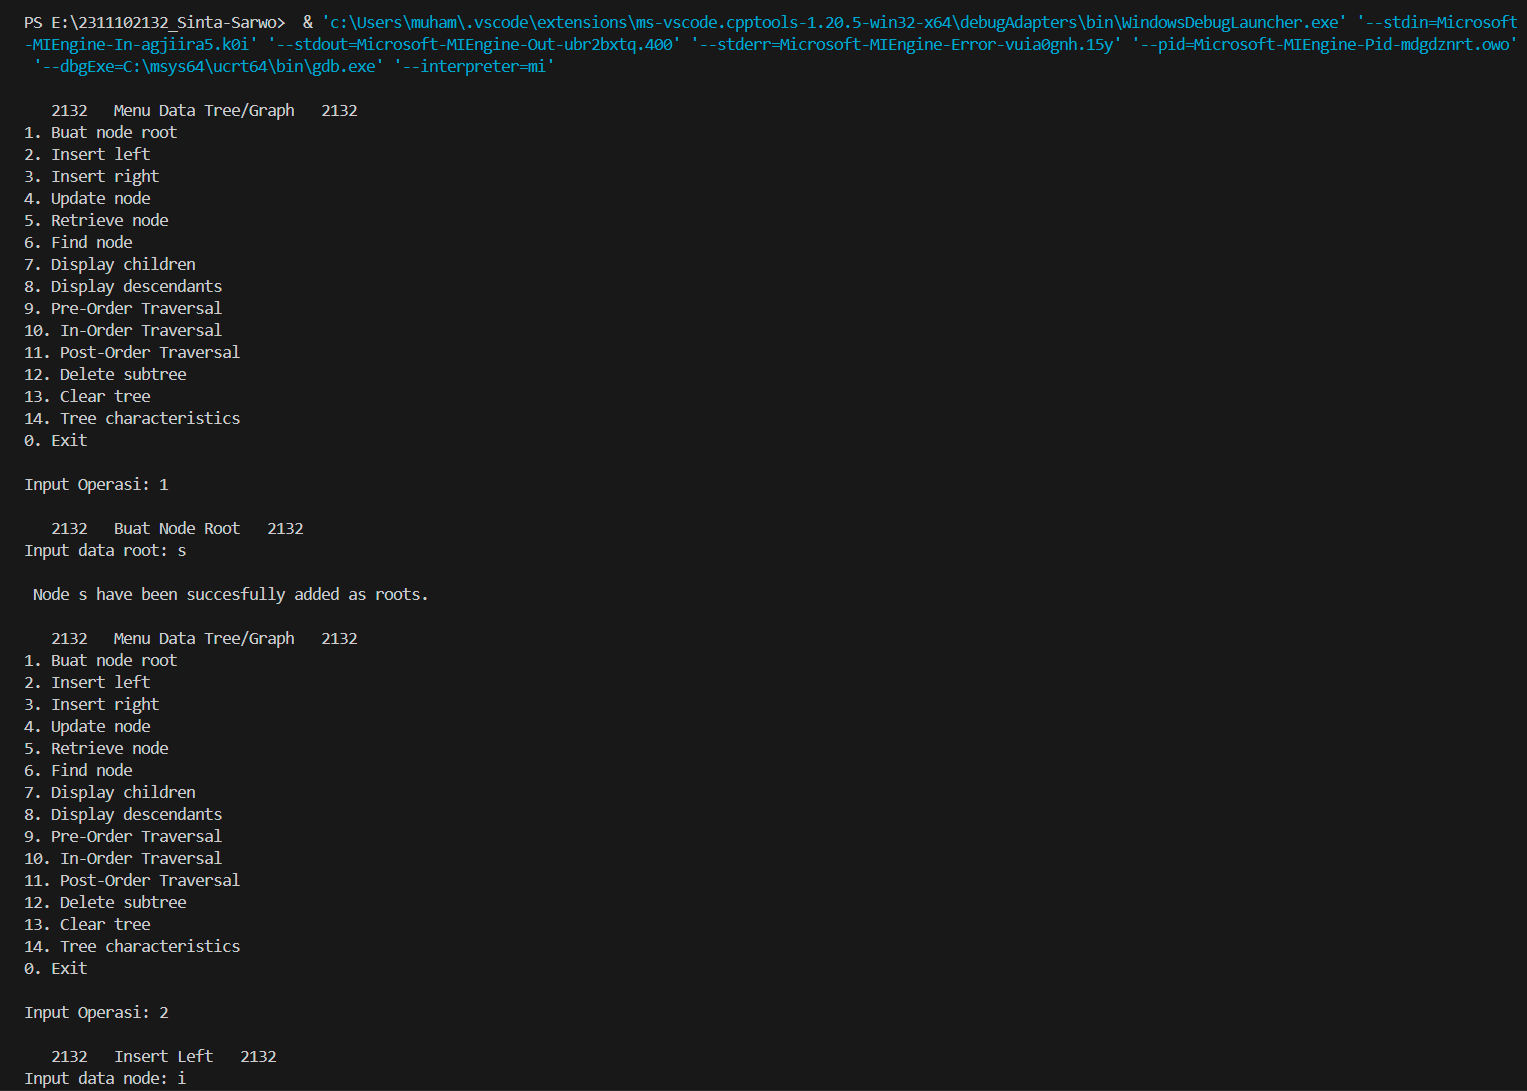 PS E:\2311102132_Sinta-Sarwo>  & 'c:\Users\muham\.vscode\extensions\ms-vscode.cpptools-1.20.5-win32-x64\debugAdapters\bin\WindowsDebugLauncher.exe' '--stdin=Microsoft
-MIEngine-In-agjiira5.k0i' '--stdout=Microsoft-MIEngine-Out-ubr2bxtq.400' '--stderr=Microsoft-MIEngine-Error-vuia0gnh.15y' '--pid=Microsoft-MIEngine-Pid-mdgdznrt.owo'
'--dbgExe=C:\msys64\ucrt64\bin\gdb.exe' '--interpreter=mi'
2132   Menu Data Tree/Graph   2132
1. Buat node root
2. Insert left
3. Insert right
4. Update node
5. Retrieve node
6. Find node
7. Display children
8. Display descendants
9. Pre-Order Traversal
10. In-Order Traversal
11. Post-Order Traversal
12. Delete subtree
13. Clear tree
14. Tree characteristics
0. Exit
Input Operasi: 1
2132   Buat Node Root   2132
Input data root: s
Node s have been succesfully added as roots.
2132   Menu Data Tree/Graph   2132
1. Buat node root
2. Insert left
3. Insert right
4. Update node
5. Retrieve node
6. Find node
7. Display children
8. Display descendants
9. Pre-Order Traversal
10. In-Order Traversal
11. Post-Order Traversal
12. Delete subtree
13. Clear tree
14. Tree characteristics
0. Exit
Input Operasi: 2
2132   Insert Left   2132
Input data node: i